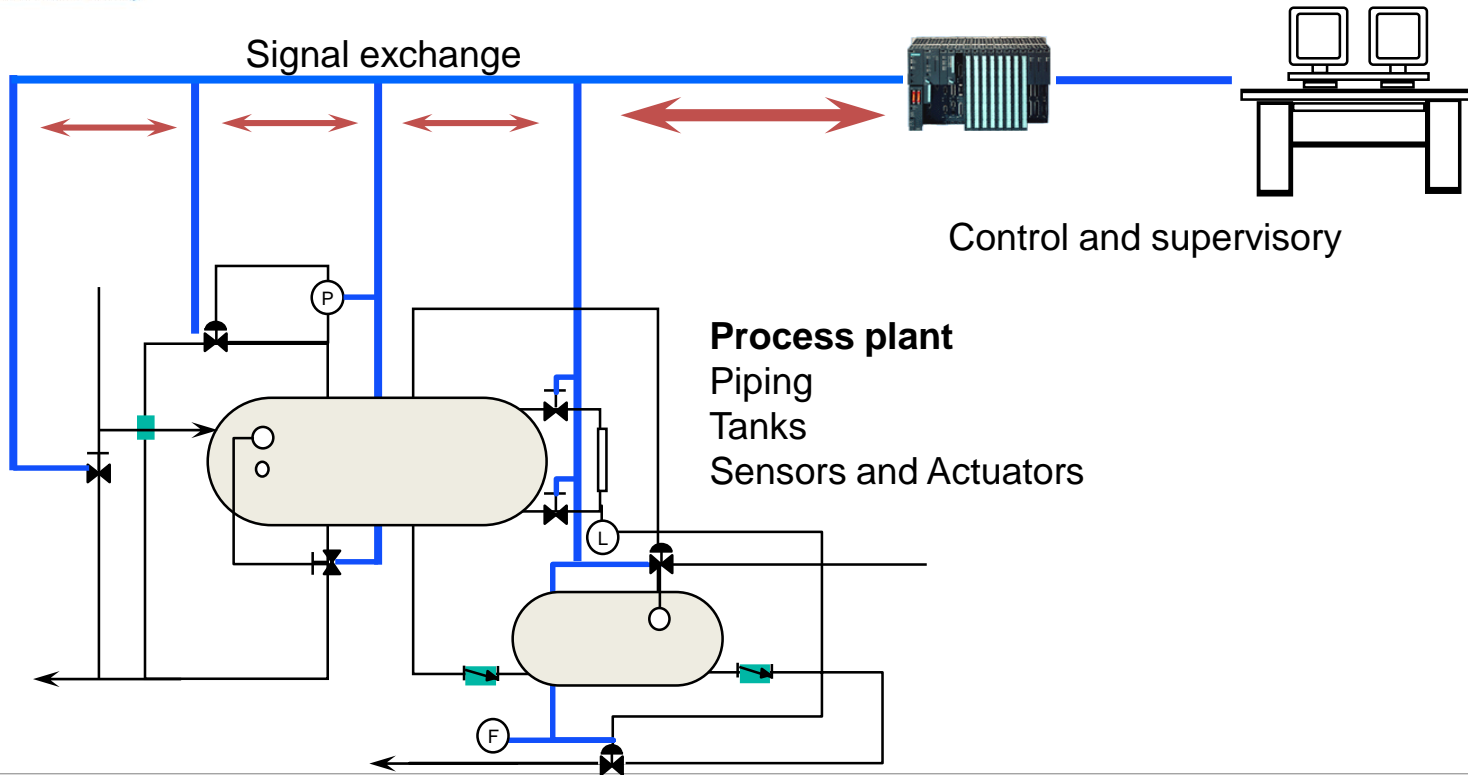 Signal exchange
Control and supervisory
P
Process plant
Piping
Tanks
Sensors and Actuators
L
F